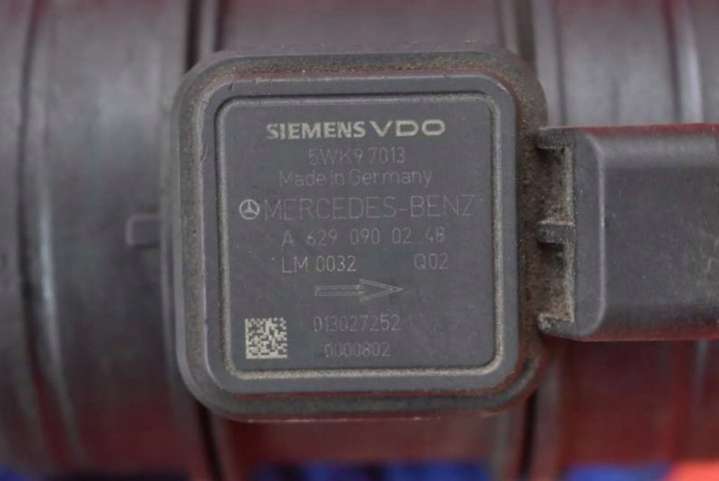 SIEMENS VDO
5WK9 7013
Made in Germany
MERCEDES-BENZ
A 629 090 02 48
LM 0032 Q02
013027252
0000802